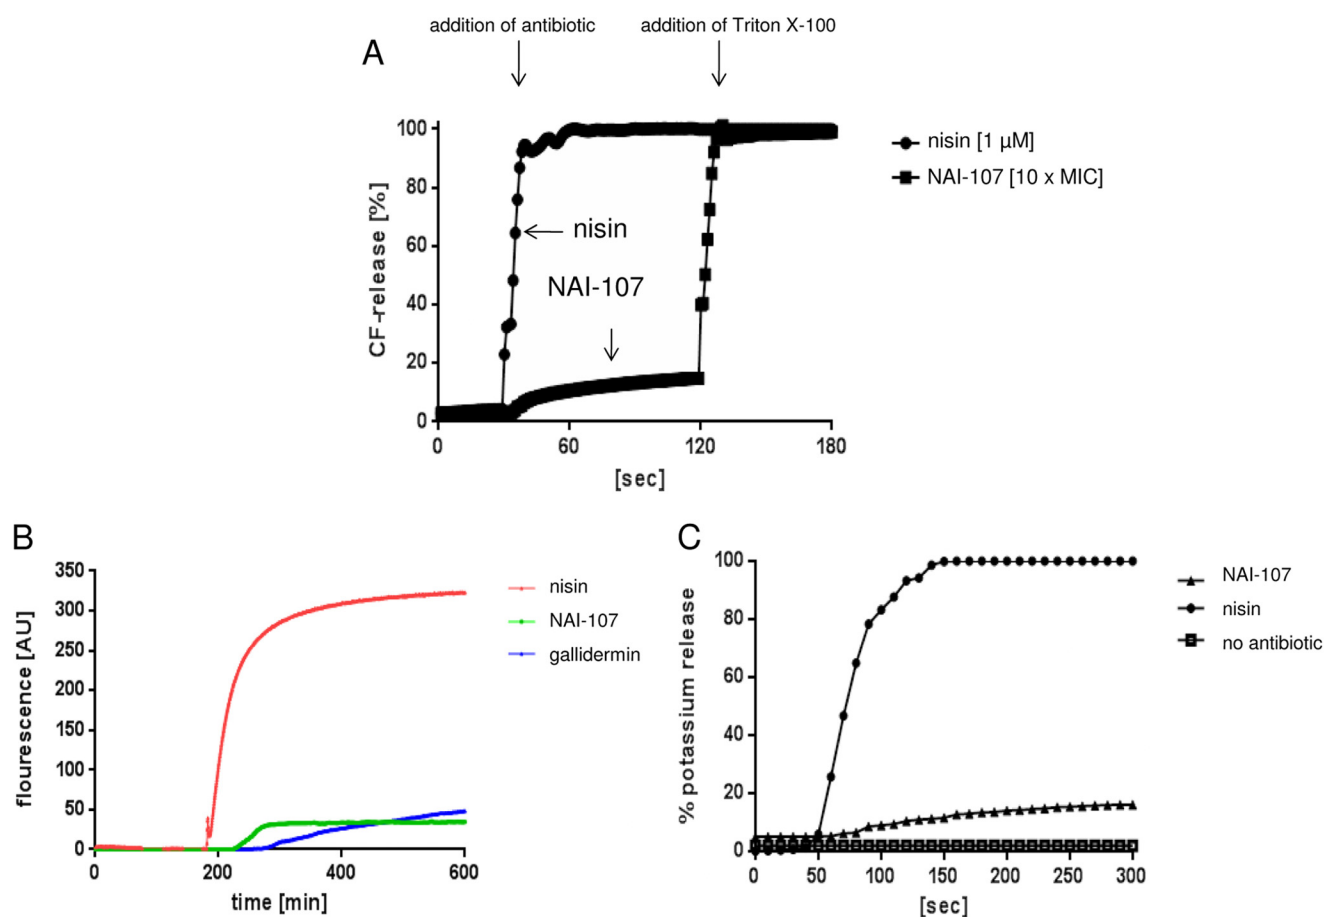 addition of antibiotic
addition of Triton X-100
A
100
80
60
40
20
0
CF-release [%]
nisin
NAI-107
0
60
120
180
[sec]
nisin [1 µM]
NAI-107 [10 x MIC]
B
350
300
250
200
150
100
50
0
flourescence [AU]
0
200
400
600
time [min]
nisin
NAI-107
gallidermin
C
100
80
60
40
20
0
% potassium release
0
50
100
150
200
250
300
[sec]
NAI-107
nisin
no antibiotic